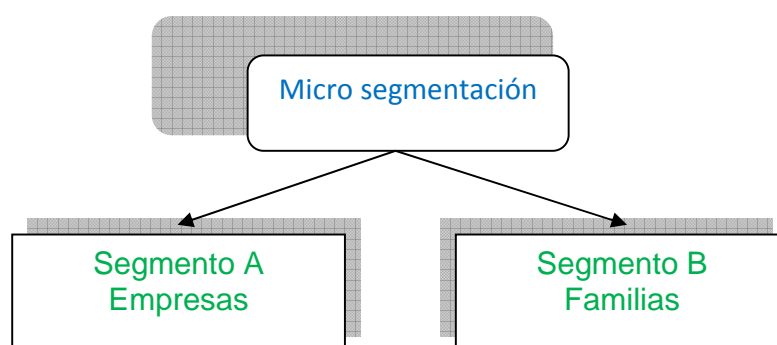 Micro segmentación
Segmento A
Empresas
Segmento B
Familias